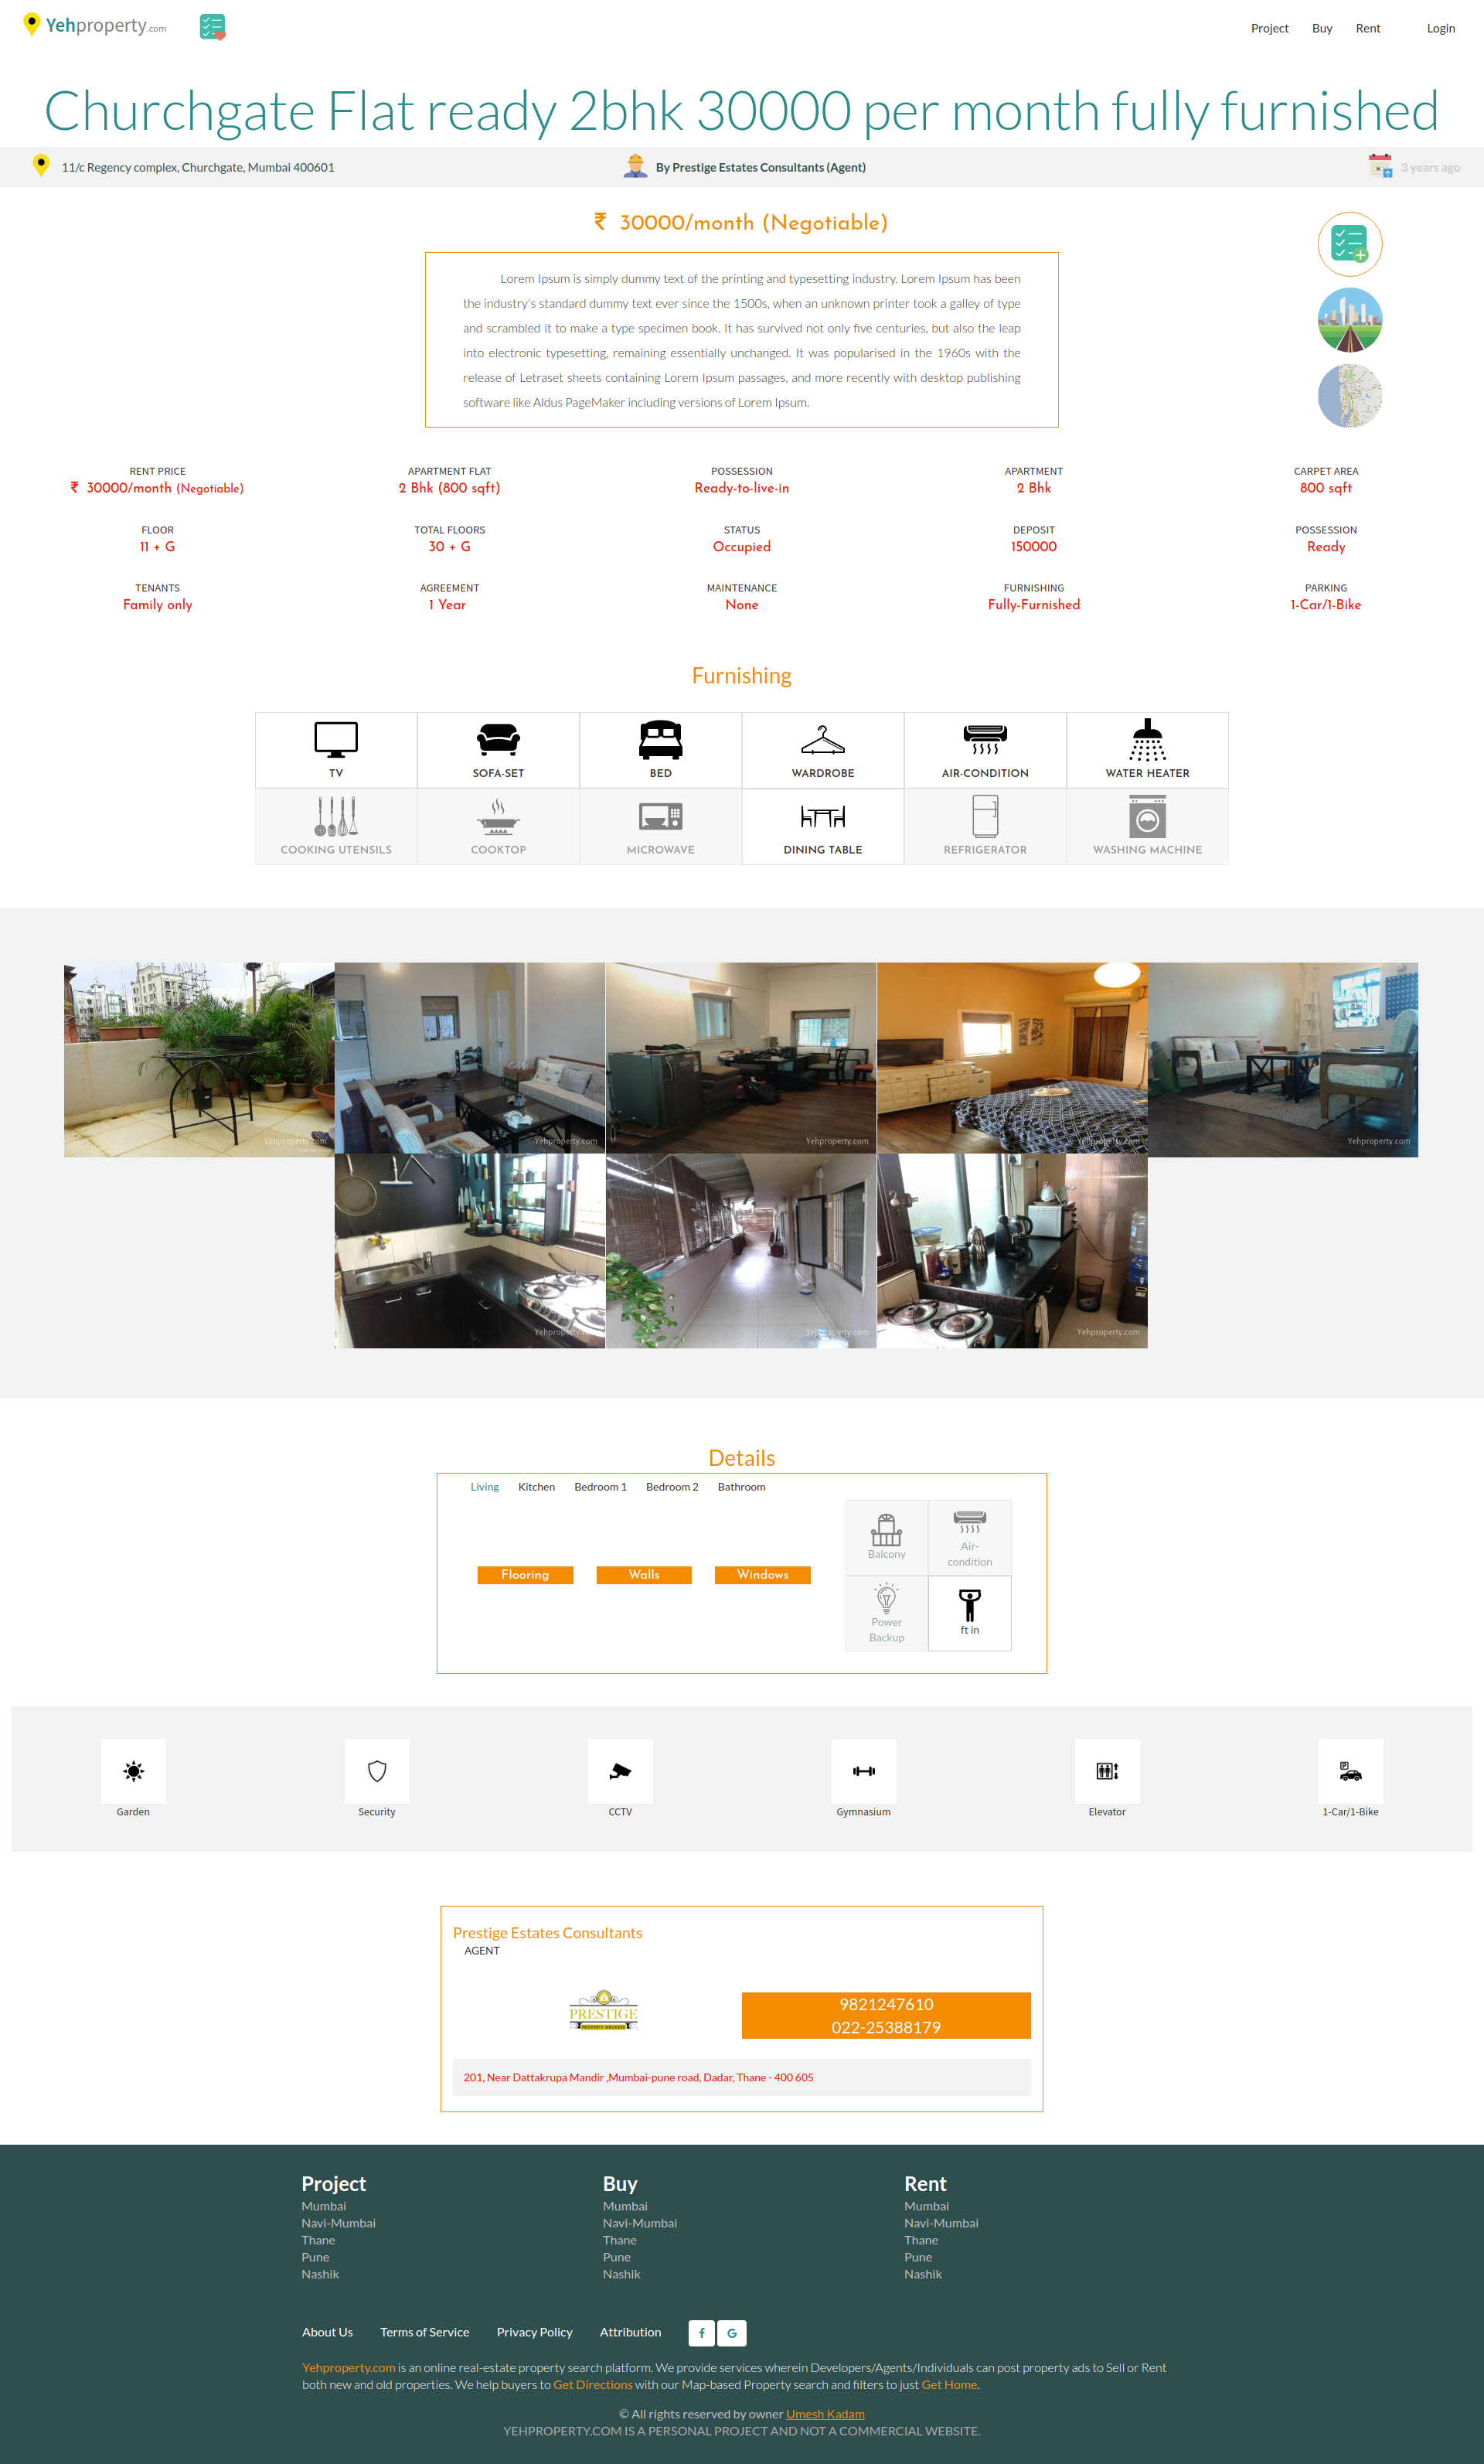 Yehproperty.com
Project Buy Rent Login
Churchgate Flat ready 2bhk 30000 per month fully furnished
11/c Regency complex, Churchgate, Mumbai 400601
By Prestige Estates Consultants (Agent)
3 years ago
₹ 30000/month (Negotiable)
Lorem Ipsum is simply dummy text of the printing and typesetting industry. Lorem Ipsum has been
the industry's standard dummy text ever since the 1500s, when an unknown printer took a galley of type
and scrambled it to make a type specimen book. It has survived not only five centuries, but also the leap
into electronic typesetting, remaining essentially unchanged. It was popularised in the 1960s with the
release of Letraset sheets containing Lorem Ipsum passages, and more recently with desktop publishing
software like Aldus PageMaker including versions of Lorem Ipsum.
RENT PRICE
₹ 30000/month (Negotiable)
APARTMENT FLAT
2 Bhk (800 sqft)
POSSESSION
Ready-to-live-in
APARTMENT
2 Bhk
CARPET AREA
800 sqft
FLOOR
11 + G
TOTAL FLOORS
30 + G
STATUS
Occupied
DEPOSIT
150000
POSSESSION
Ready
TENANTS
Family only
AGREEMENT
1 Year
MAINTENANCE
None
FURNISHING
Fully-Furnished
PARKING
1-Car/1-Bike
Furnishing
TV
SOFA-SET
BED
WARDROBE
AIR-CONDITION
WATER HEATER
COOKING UTENSILS
COOKTOP
MICROWAVE
DINING TABLE
REFRIGERATOR
WASHING MACHINE
Yehproperty.com
Yehproperty.com
Yehproperty.com
Yehproperty.com
Yehproperty.com
Yehproperty.com
Yehproperty.com
Yehproperty.com
Details
Living Kitchen Bedroom 1 Bedroom 2 Bathroom
Flooring
Walls
Windows
Balcony
Air-
condition
Power
Backup
ft in
Garden
Security
CCTV
Gymnasium
Elevator
P
1-Car/1-Bike
Prestige Estates Consultants
AGENT
PRESTIGE
PROPERTY BROKERS
9821247610
022-25388179
201, Near Dattakrupa Mandir ,Mumbai-pune road, Dadar, Thane - 400 605
Project
Mumbai
Navi-Mumbai
Thane
Pune
Nashik
Buy
Mumbai
Navi-Mumbai
Thane
Pune
Nashik
Rent
Mumbai
Navi-Mumbai
Thane
Pune
Nashik
About Us Terms of Service Privacy Policy Attribution f G
Yehproperty.com is an online real-estate property search platform. We provide services wherein Developers/Agents/Individuals can post property ads to Sell or Rent
both new and old properties. We help buyers to Get Directions with our Map-based Property search and filters to just Get Home.
© All rights reserved by owner Umesh Kadam
YEHPROPERTY.COM IS A PERSONAL PROJECT AND NOT A COMMERCIAL WEBSITE.